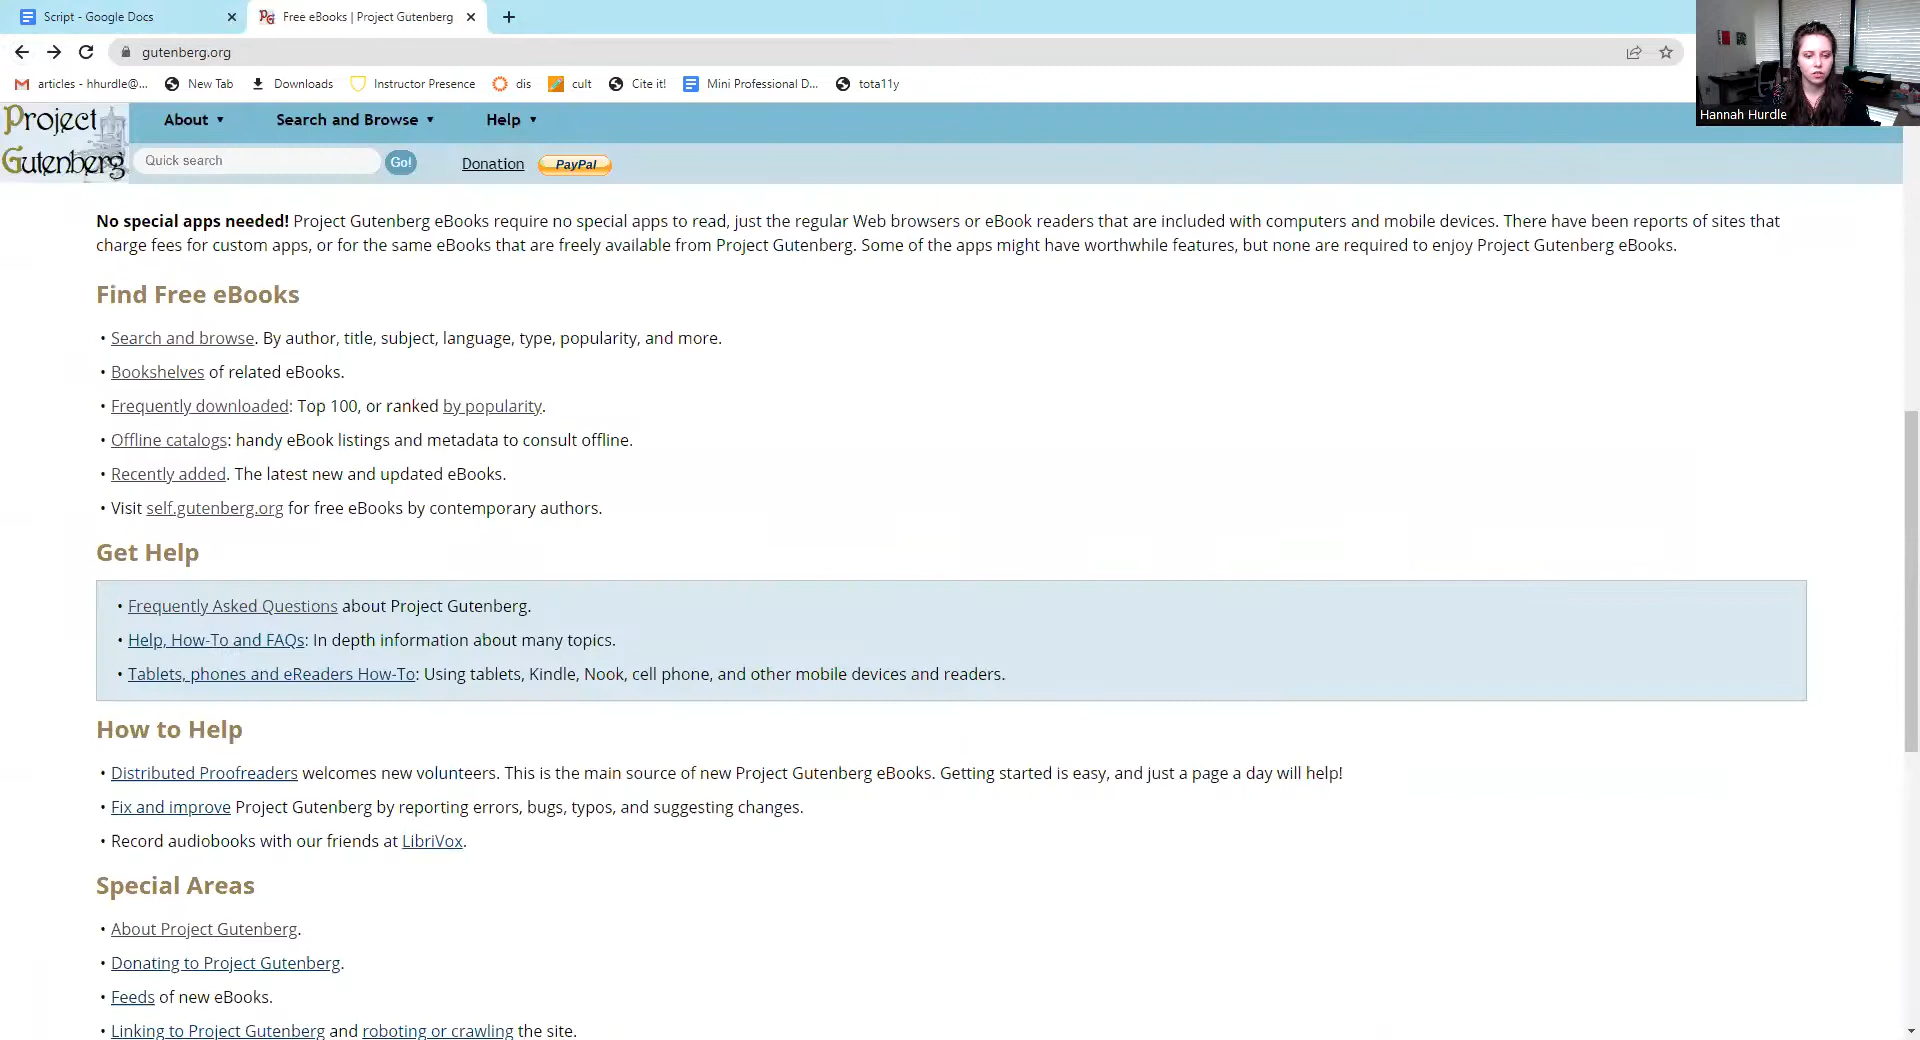 Script - Google Docs
Free eBooks | Project Gutenberg
gutenberg.org
articles - hhurdle@...
New Tab
Downloads
Instructor Presence
dis
cult
Cite it!
Mini Professional D...
tota11y
Hannah Hurdle
Project
Gutenberg
About ▼
Search and Browse ▼
Help ▼
Quick search
Go!
Donation
PayPal
No special apps needed! Project Gutenberg eBooks require no special apps to read, just the regular Web browsers or eBook readers that are included with computers and mobile devices. There have been reports of sites that
charge fees for custom apps, or for the same eBooks that are freely available from Project Gutenberg. Some of the apps might have worthwhile features, but none are required to enjoy Project Gutenberg eBooks.
Find Free eBooks
• Search and browse. By author, title, subject, language, type, popularity, and more.
• Bookshelves of related eBooks.
• Frequently downloaded: Top 100, or ranked by popularity.
• Offline catalogs: handy eBook listings and metadata to consult offline.
• Recently added. The latest new and updated eBooks.
• Visit self.gutenberg.org for free eBooks by contemporary authors.
Get Help
• Frequently Asked Questions about Project Gutenberg.
• Help, How-To and FAQs: In depth information about many topics.
• Tablets, phones and eReaders How-To: Using tablets, Kindle, Nook, cell phone, and other mobile devices and readers.
How to Help
• Distributed Proofreaders welcomes new volunteers. This is the main source of new Project Gutenberg eBooks. Getting started is easy, and just a page a day will help!
• Fix and improve Project Gutenberg by reporting errors, bugs, typos, and suggesting changes.
• Record audiobooks with our friends at LibriVox.
Special Areas
• About Project Gutenberg.
• Donating to Project Gutenberg.
• Feeds of new eBooks.
• Linking to Project Gutenberg and roboting or crawling the site.